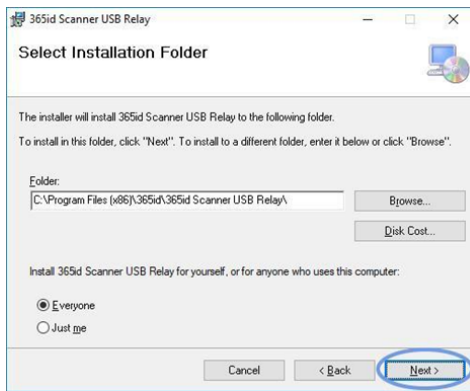 365id Scanner USB Relay
Select Installation Folder
The installer will install 365id Scanner USB Relay to the following folder.
To install in this folder, click "Next". To install to a different folder, enter it below or click "Browse".
Folder:
C:\Program Files (x86)\365id\365id Scanner USB Relay\
Browse...
Disk Cost...
Install 365id Scanner USB Relay for yourself, or for anyone who uses this computer:
Everyone
Just me
Cancel
< Back
Next >